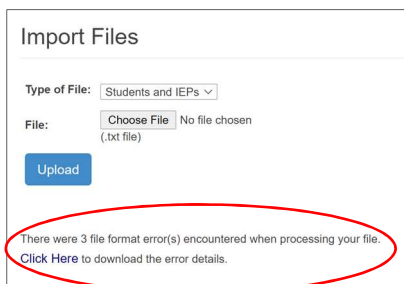 Import Files
Type of File: Students and IEPs
File: Choose File No file chosen
(.txt file)
Upload
There were 3 file format error(s) encountered when processing your file.
Click Here to download the error details.